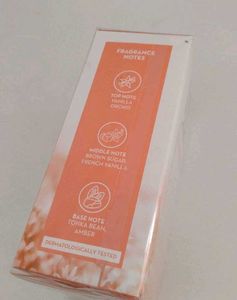 FRAGRANCE
NOTES
TOP NOTE
VANILLA
ORCHID
MIDDLE NOTE
BROWN SUGAR,
FRENCH VANILLA
BASE NOTE
TONKA BEAN,
AMBER
DERMATOLOGICALLY TESTED